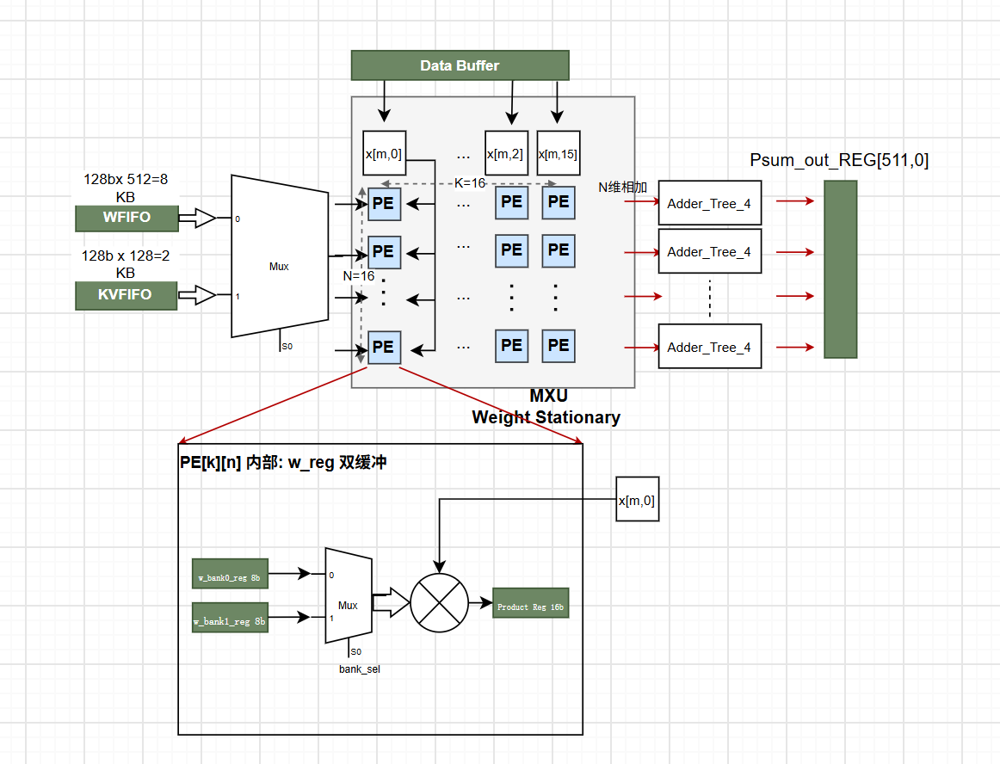 Data Buffer
x[m,0]
...
x[m,2]
x[m,15]
Psum_out_REG[511,0]
128bx 512=8
KB
WFIFO
128b x 128=2
KB
KVFIFO
0
Mux
1
S0
K=16
N=16
PE
...
PE
PE
PE
...
PE
PE
...
PE
...
PE
PE
N维相加
Adder_Tree_4
Adder_Tree_4
Adder_Tree_4
MXU
Weight Stationary
PE[k][n] 内部: w_reg 双缓冲
x[m,0]
w_bank0_reg 8b
w_bank1_reg 8b
0
Mux
1
S0
bank_sel
Product Reg 16b